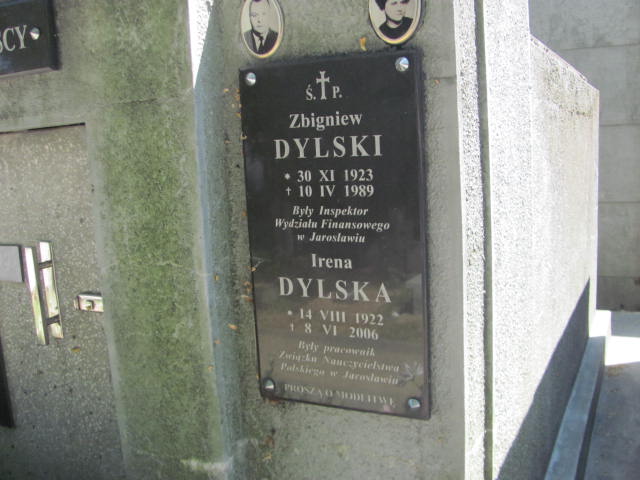 SCY
Ś. P.
Zbigniew
DYLSKI
* 30 XI 1923
† 10 IV 1989
Były Inspektor
Wydziału Finansowego
w Jarosławiu
Irena
DYLSKA
* 14 VIII 1922
† 8 VI 2006
Były pracownik
Związku Nauczycielstwa
Polskiego w Jarosławiu
PROSZĄ O MODLITWĘ